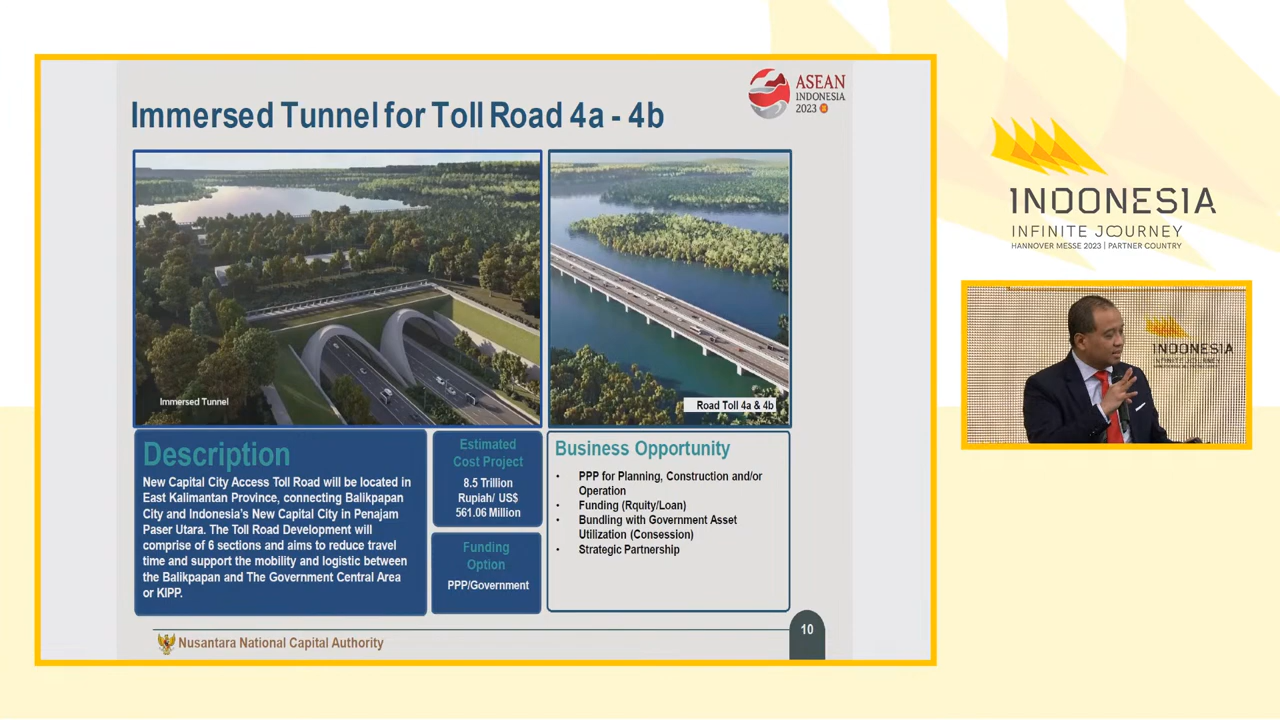 Immersed Tunnel for Toll Road 4a - 4b
ASEAN
INDONESIA
2023
Immersed Tunnel
Road Toll 4a & 4b
Description
New Capital City Access Toll Road will be located in
East Kalimantan Province, connecting Balikpapan
City and Indonesia's New Capital City in Penajam
Paser Utara. The Toll Road Development will
comprise of 6 sections and aims to reduce travel
time and support the mobility and logistic between
the Balikpapan and The Government Central Area
or KIPP.
Estimated
Cost Project
8.5 Trillion
Rupiah/ US$
561.06 Million
Funding
Option
PPP/Government
Business Opportunity
• PPP for Planning, Construction and/or
Operation
• Funding (Rquity/Loan)
• Bundling with Government Asset
Utilization (Consession)
• Strategic Partnership
Nusantara National Capital Authority
10
INDONESIA
INFINITE JOURNEY
HANNOVER MESSE 2023 | PARTNER COUNTRY
INDONESIA